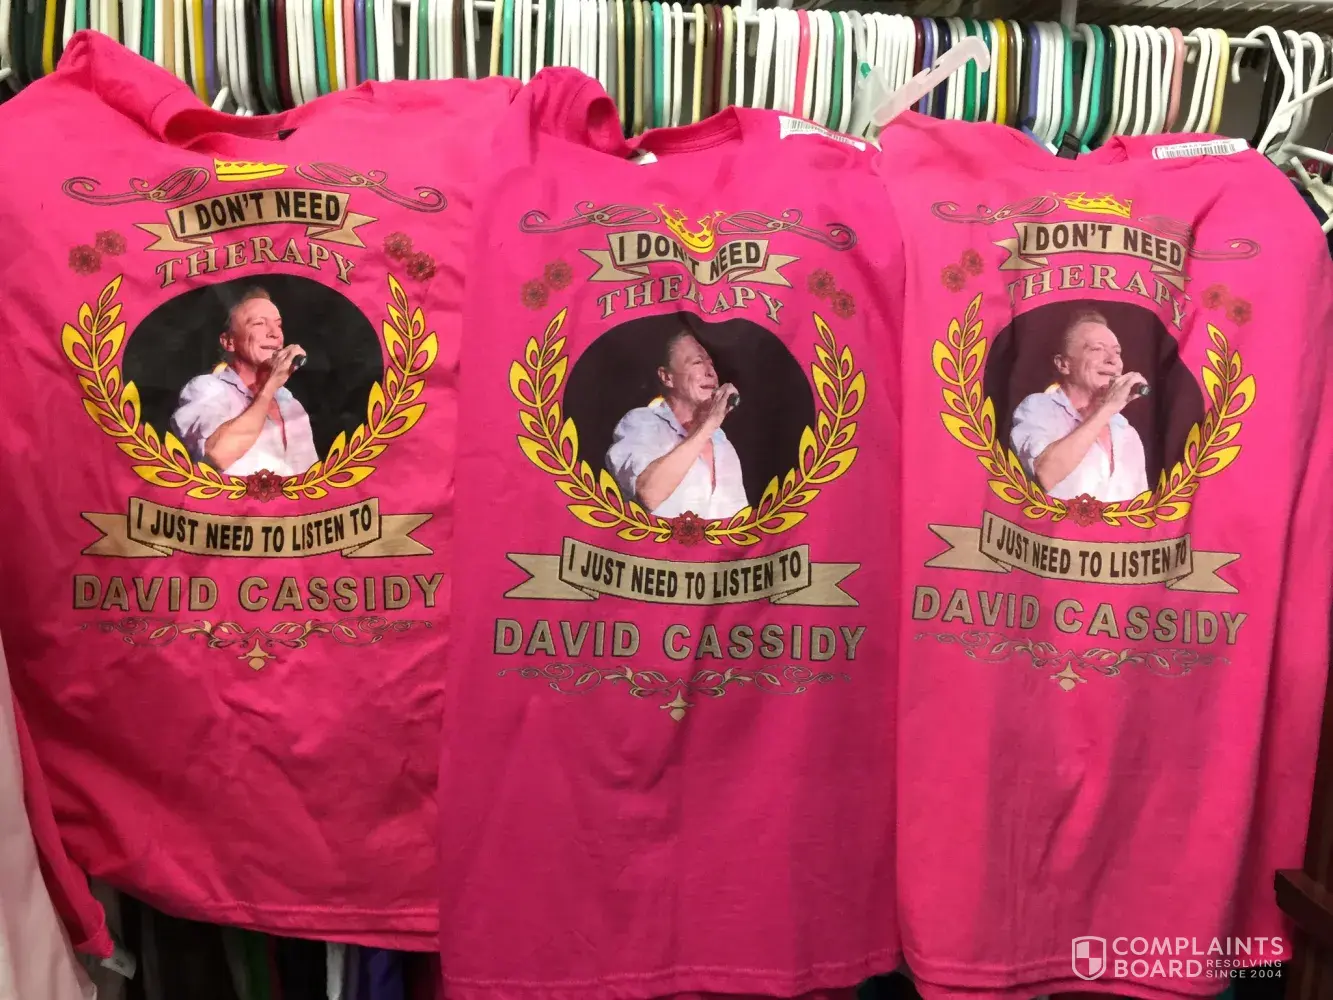 I DON'T NEED
THERAPY
I JUST NEED TO LISTEN TO
DAVID CASSIDY
I DON'T NEED
THERAPY
I JUST NEED TO LISTEN TO
DAVID CASSIDY
I DON'T NEED
THERAPY
I JUST NEED TO LISTEN TO
DAVID CASSIDY
COMPLAINTS
BOARD RESOLVING
SINCE 2004